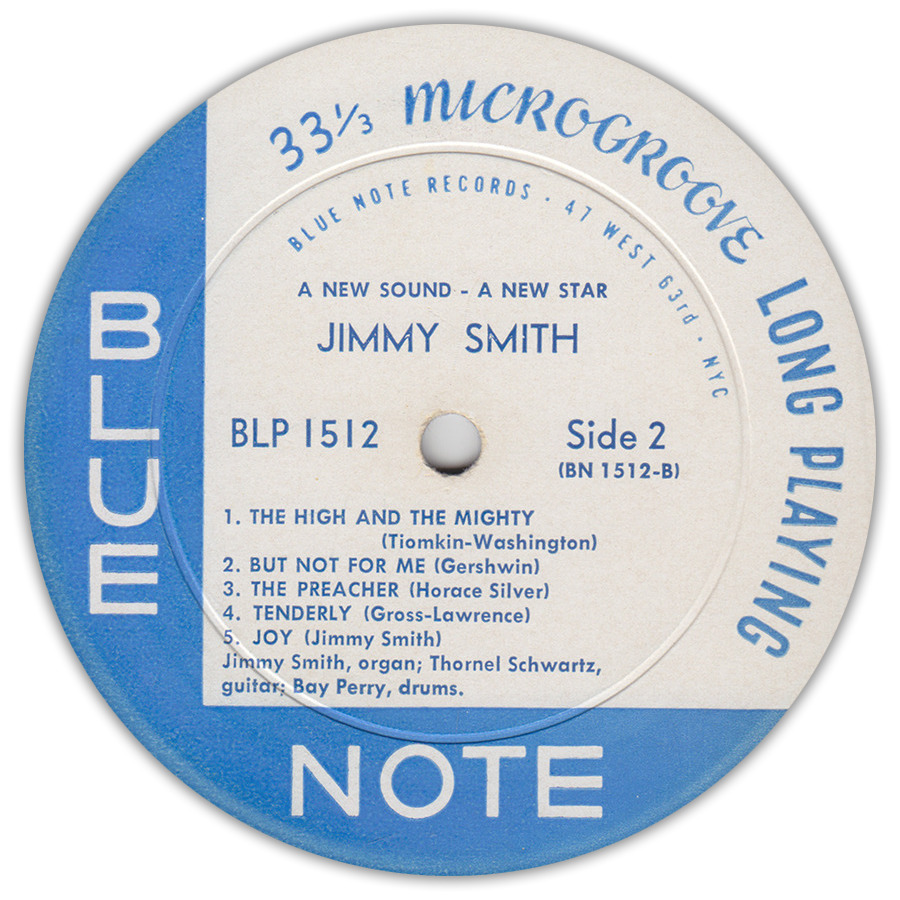 33⅓ MICROGROOVE LONG PLAYING
BLUE NOTE RECORDS · 47 WEST 63rd · NYC
A NEW SOUND - A NEW STAR
JIMMY SMITH
BLP 1512
Side 2
(BN 1512-B)
1. THE HIGH AND THE MIGHTY
(Tiomkin-Washington)
2. BUT NOT FOR ME (Gershwin)
3. THE PREACHER (Horace Silver)
4. TENDERLY (Gross-Lawrence)
5. JOY (Jimmy Smith)
Jimmy Smith, organ; Thornel Schwartz,
guitar; Bay Perry, drums.
BLUE
NOTE